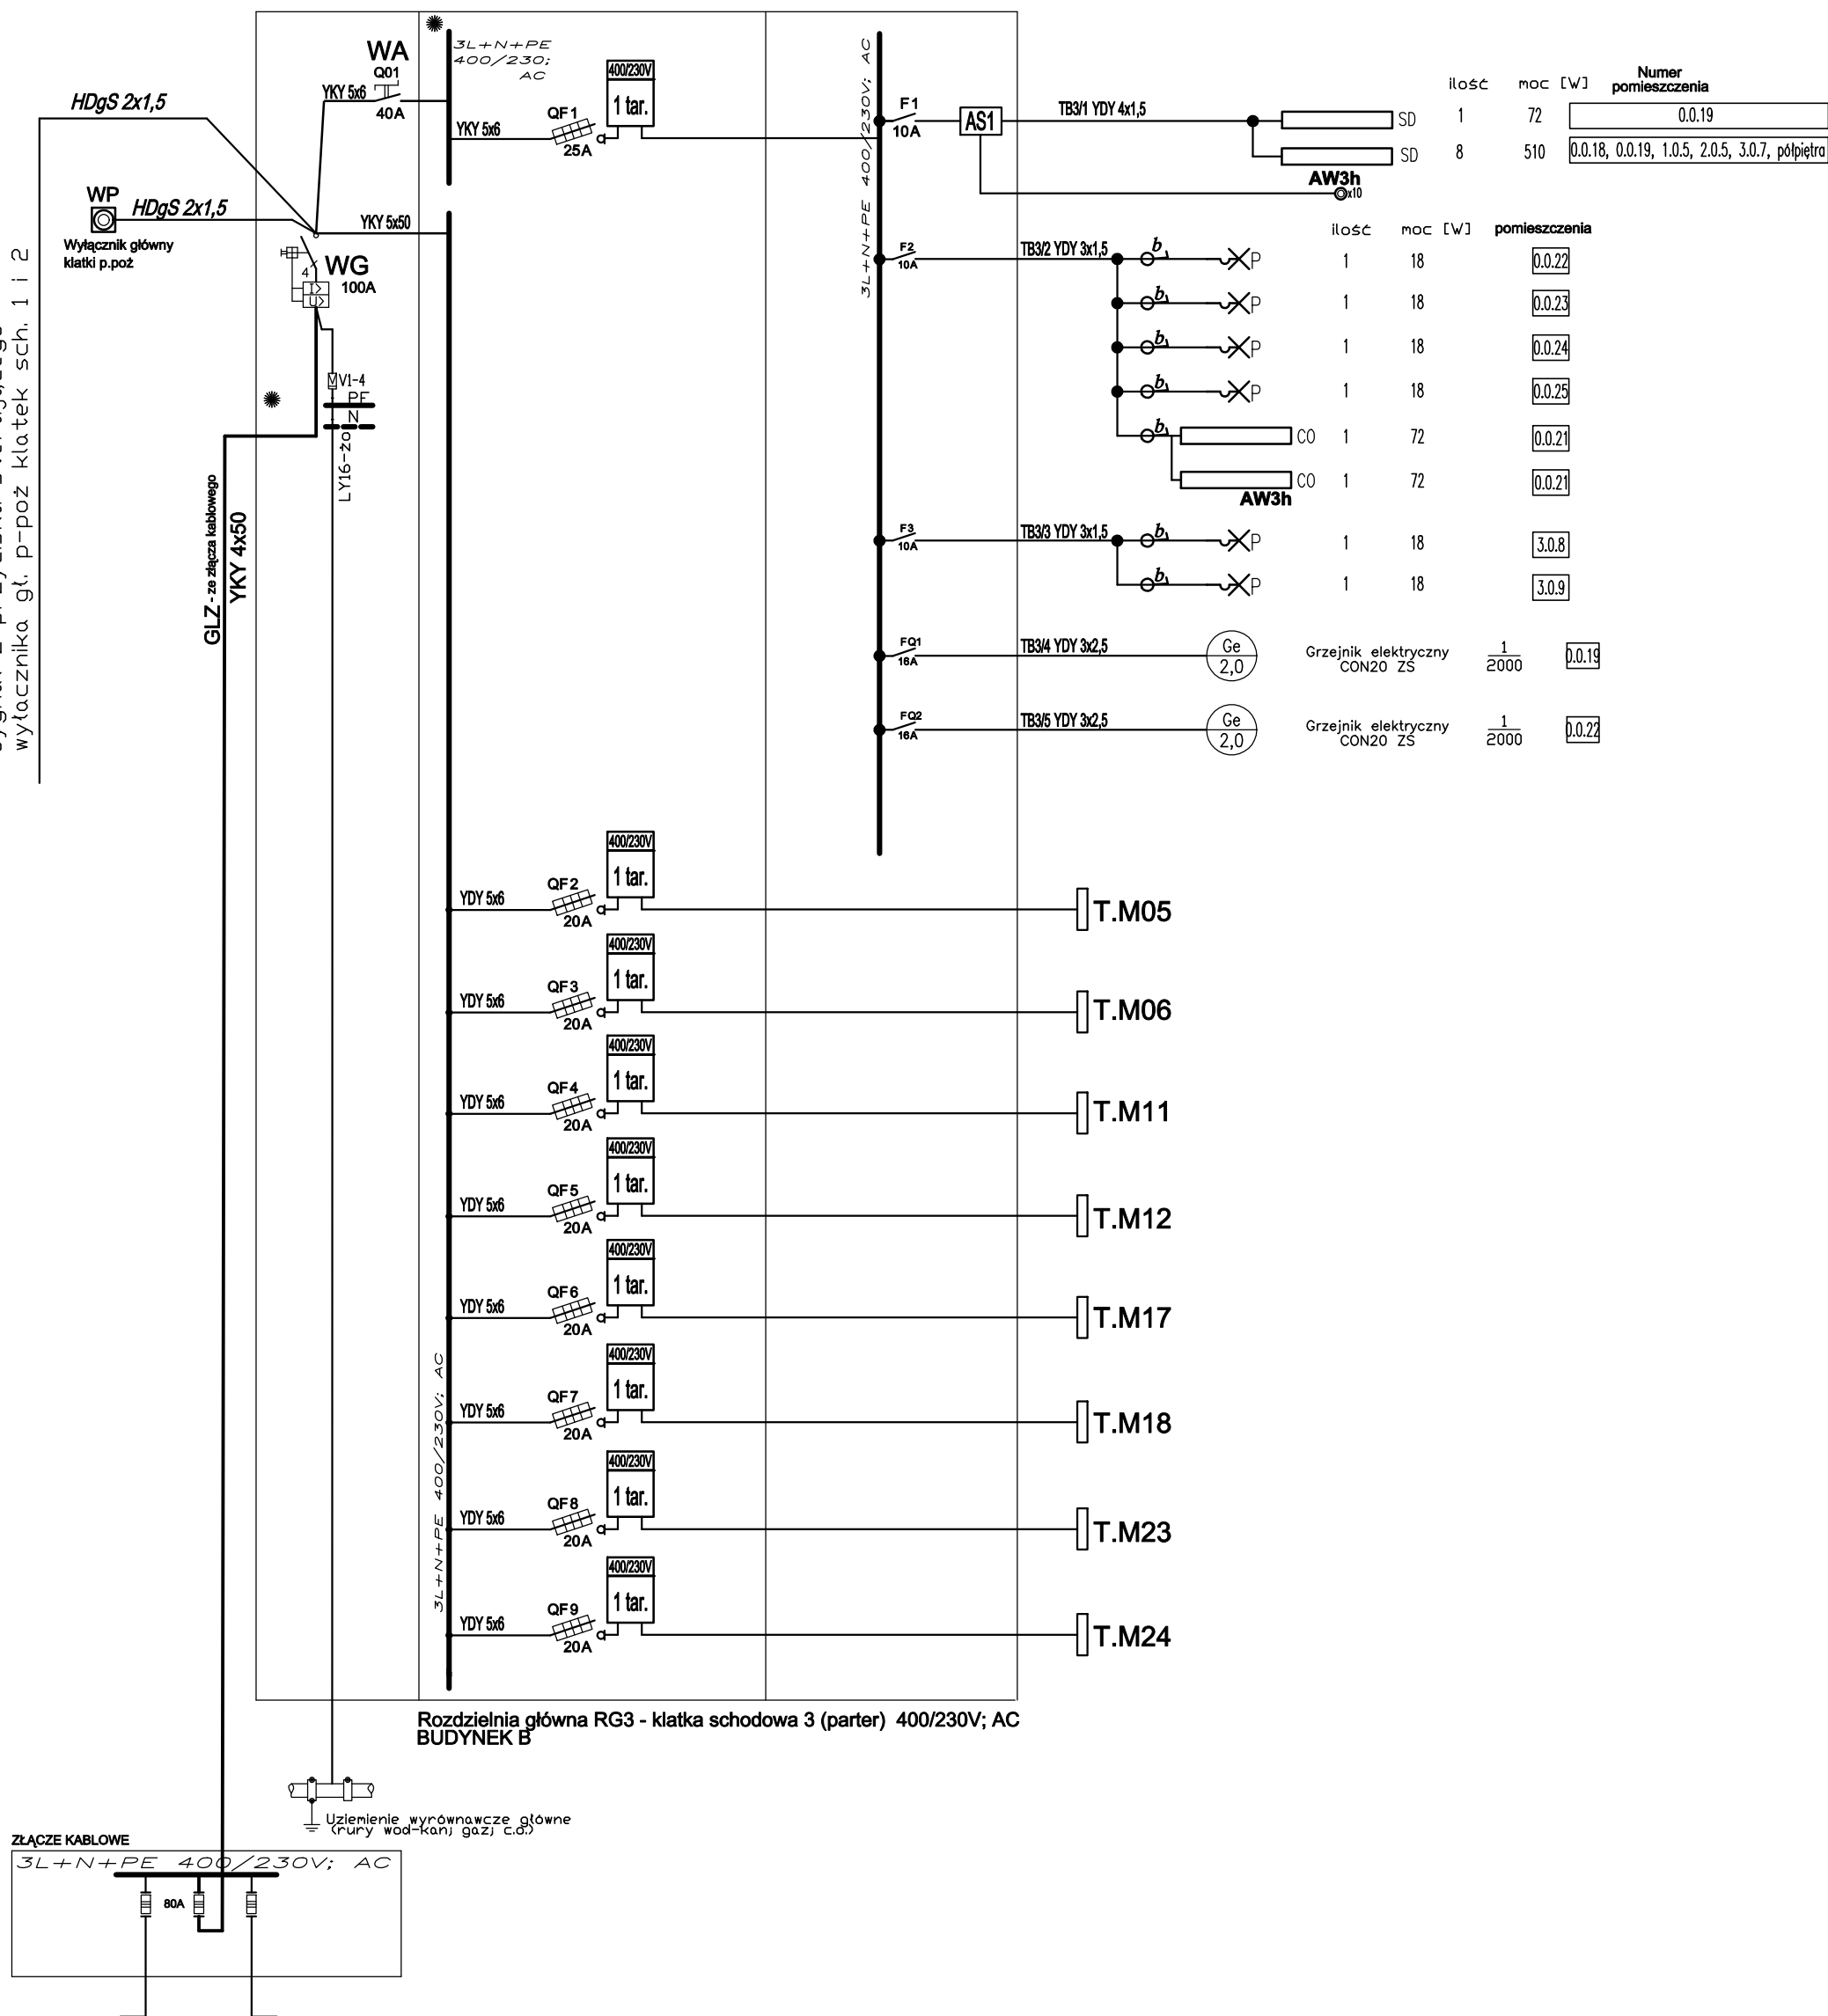 WA
Q01
YKY 5x6
40A
3L+N+PE
400/230;
AC
HDgS 2x1,5
WP
HDgS 2x1,5
Wyłącznik główny
klatki p.poż
YKY 5x50
4
WG
100A
I>
U>
V1-4
PE
N
LY16-żo
wyłacznika gł. p-poż klatek sch. 1 i 2
GLZ - ze złącza kablowego
YKY 4x50
YKY 5x6
QF1
25A
400/230V
1 tar.
3L+N+PE 400/230V; AC
F1
10A
AS1
TB3/1 YDY 4x1,5
ilość moc [W] Numer
pomieszczenia
SD 1 72 0.0.19
SD 8 510 0.0.18, 0.0.19, 1.0.5, 2.0.5, 3.0.7, półpiętra
AW3h
x10
ilość moc [W] pomieszczenia
F2
10A
TB3/2 YDY 3x1,5
b P 1 18 0.0.22
b P 1 18 0.0.23
b P 1 18 0.0.24
b P 1 18 0.0.25
b CO 1 72 0.0.21
CO 1 72 0.0.21
AW3h
F3
10A
TB3/3 YDY 3x1,5
b P 1 18 3.0.8
b P 1 18 3.0.9
FQ1
16A
TB3/4 YDY 3x2,5
Ge
2,0
Grzejnik elektryczny
CON20 ZS
1
2000
0.0.19
FQ2
16A
TB3/5 YDY 3x2,5
Ge
2,0
Grzejnik elektryczny
CON20 ZS
1
2000
0.0.22
3L+N+PE 400/230V; AC
YDY 5x6
QF2
20A
400/230V
1 tar.
T.M05
YDY 5x6
QF3
20A
400/230V
1 tar.
T.M06
YDY 5x6
QF4
20A
400/230V
1 tar.
T.M11
YDY 5x6
QF5
20A
400/230V
1 tar.
T.M12
YDY 5x6
QF6
20A
400/230V
1 tar.
T.M17
YDY 5x6
QF7
20A
400/230V
1 tar.
T.M18
YDY 5x6
QF8
20A
400/230V
1 tar.
T.M23
YDY 5x6
QF9
20A
400/230V
1 tar.
T.M24
Rozdzielnia główna RG3 - klatka schodowa 3 (parter) 400/230V; AC
BUDYNEK B
Uziemienie wyrównawcze główne
(rury wod-kan; gaz; c.o.)
ZŁĄCZE KABLOWE
3L+N+PE 400/230V; AC
80A